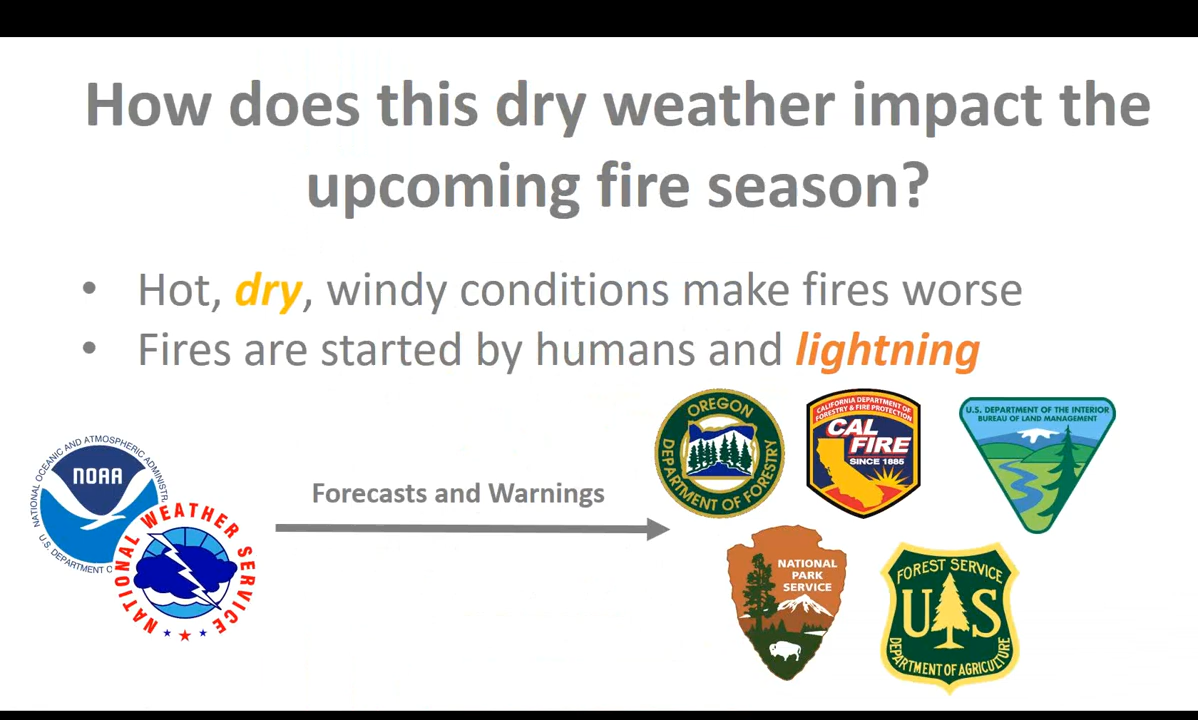 How does this dry weather impact the
upcoming fire season?
• Hot, dry, windy conditions make fires worse
• Fires are started by humans and lightning
NATIONAL OCEANIC AND ATMOSPHERIC ADMINISTR
NOAA
U.S. DEPARTMENT O
NATIONAL WEATHER SERVICE
Forecasts and Warnings
OREGON
DEPARTMENT OF FORESTRY
CALIFORNIA DEPARTMENT OF
FORESTRY & FIRE PROTECTION
CAL
FIRE
SINCE 1885
U.S. DEPARTMENT OF THE INTERIOR
BUREAU OF LAND MANAGEMENT
NATIONAL
PARK
SERVICE
FOREST SERVICE
U S
DEPARTMENT OF AGRICULTURE